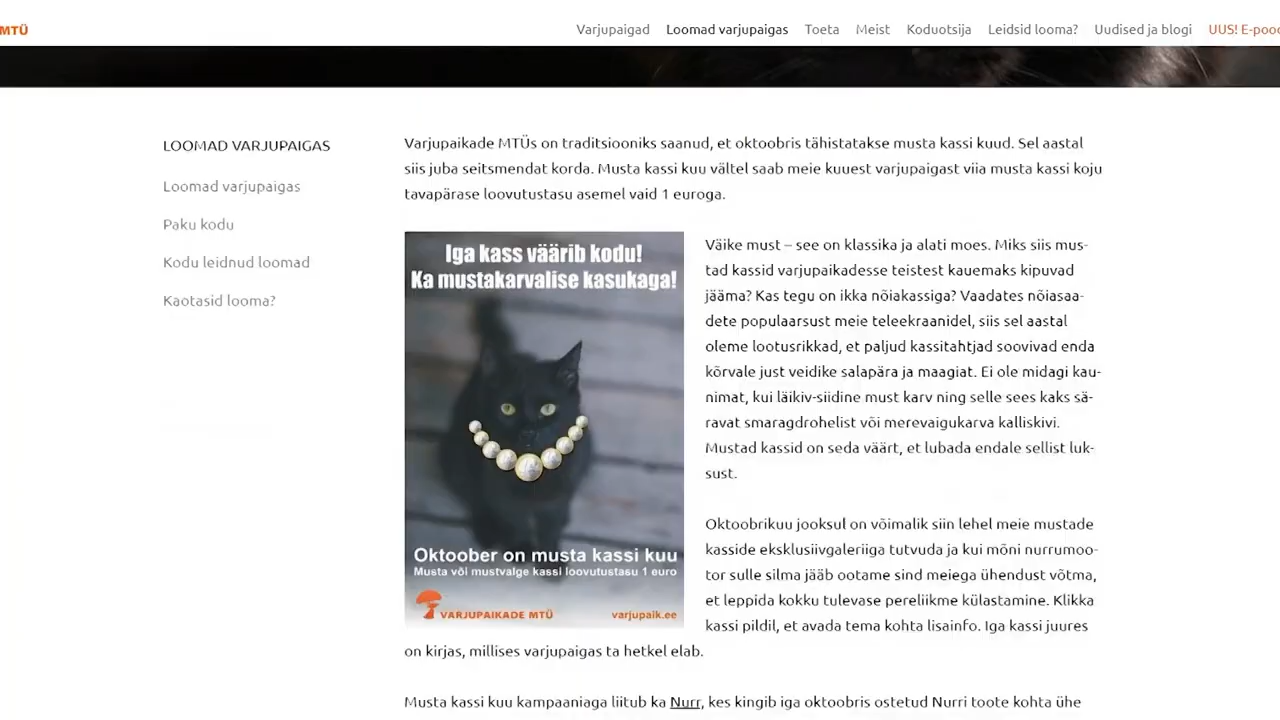 MTÜ
Varjupaigad Loomad varjupaigas Toeta Meist Koduotsija Leidsid looma? Uudised ja blogi UUS! E-pood
LOOMAD VARJUPAIGAS
Loomad varjupaigas
Paku kodu
Kodu leidnud loomad
Kaotasid looma?
Varjupaikade MTÜs on traditsiooniks saanud, et oktoobris tähistatakse musta kassi kuud. Sel aastal
siis juba seitsmendat korda. Musta kassi kuu vältel saab meie kuuest varjupaigast viia musta kassi koju
tavapärase loovutustasu asemel vaid 1 euroga.
Iga kass väärib kodu!
Ka mustakarvalise kasukaga!
Oktoober on musta kassi kuu
Musta või mustvalge kassi loovutustasu 1 euro
VARJUPAIKADE MTÜ varjupaik.ee
Väike must – see on klassika ja alati moes. Miks siis mus-
tad kassid varjupaikadesse teistest kauemaks kipuvad
jääma? Kas tegu on ikka nõiakassiga? Vaadates nõiasaa-
dete populaarsust meie teleekraanidel, siis sel aastal
oleme lootusrikkad, et paljud kassitahtjad soovivad enda
kõrvale just veidike salapära ja maagiat. Ei ole midagi kau-
nimat, kui läikiv-siidine must karv ning selle sees kaks sä-
ravat smaragdrohelist või merevaigukarva kalliskivi.
Mustad kassid on seda väärt, et lubada endale sellist luk-
sust.
Oktoobrikuu jooksul on võimalik siin lehel meie mustade
kasside eksklusiivgaleriiga tutvuda ja kui mõni nurrumoo-
tor sulle silma jääb ootame sind meiega ühendust võtma,
et leppida kokku tulevase pereliikme külastamine. Klikka
kassi pildil, et avada tema kohta lisainfo. Iga kassi juures
on kirjas, millises varjupaigas ta hetkel elab.
Musta kassi kuu kampaaniaga liitub ka Nurr, kes kingib iga oktoobris ostetud Nurri toote kohta ühe